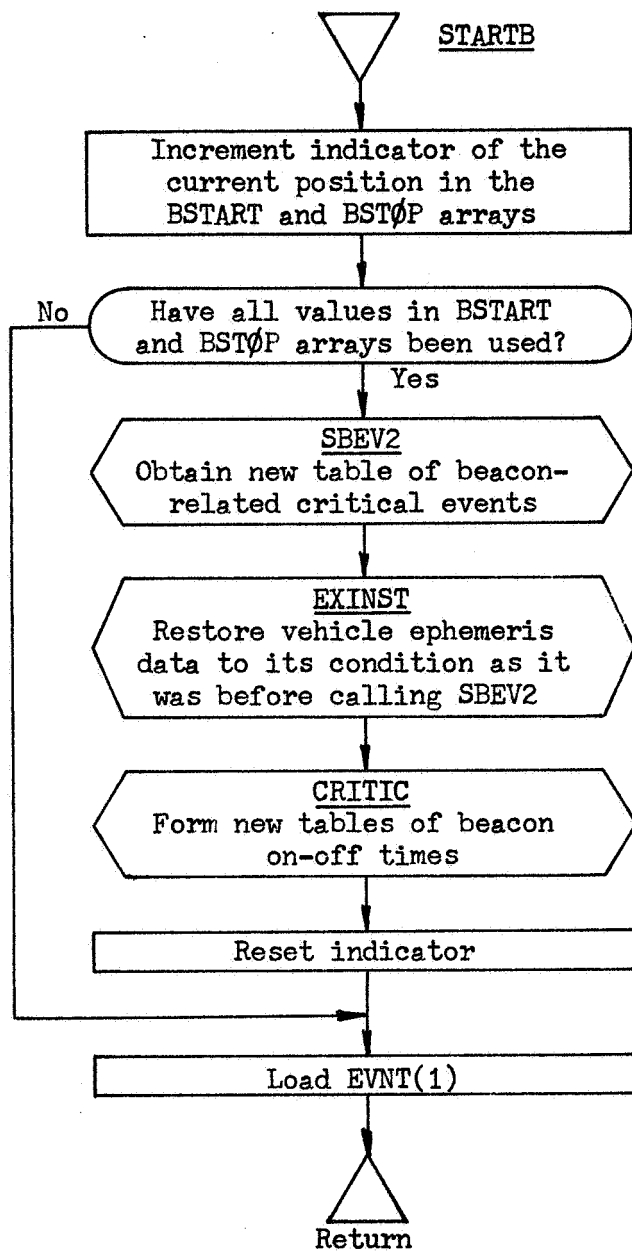 STARTB
Increment indicator of the
current position in the
BSTART and BSTØP arrays
No
Have all values in BSTART
and BSTØP arrays been used?
Yes
SBEV2
Obtain new table of beacon-
related critical events
EXINST
Restore vehicle ephemeris
data to its condition as it
was before calling SBEV2
CRITIC
Form new tables of beacon
on-off times
Reset indicator
Load EVNT(1)
Return